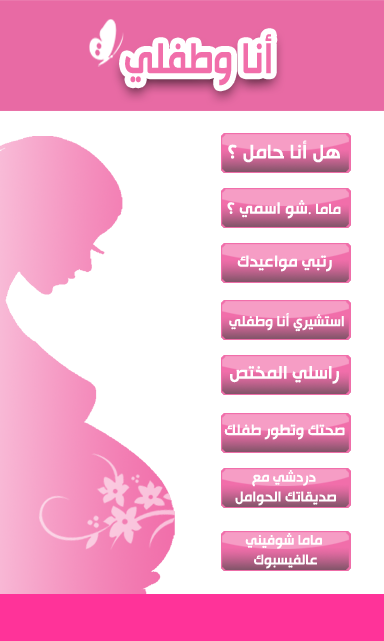 أنا وطفلي
هل أنا حامل ؟
ماما .شو اسمي ؟
رتبي مواعيدك
استشيري أنا وطفلي
راسلي المختص
صحتك وتطور طفلك
دردشي مع
صديقاتك الحوامل
ماما شوفيني
عالفيسبوك